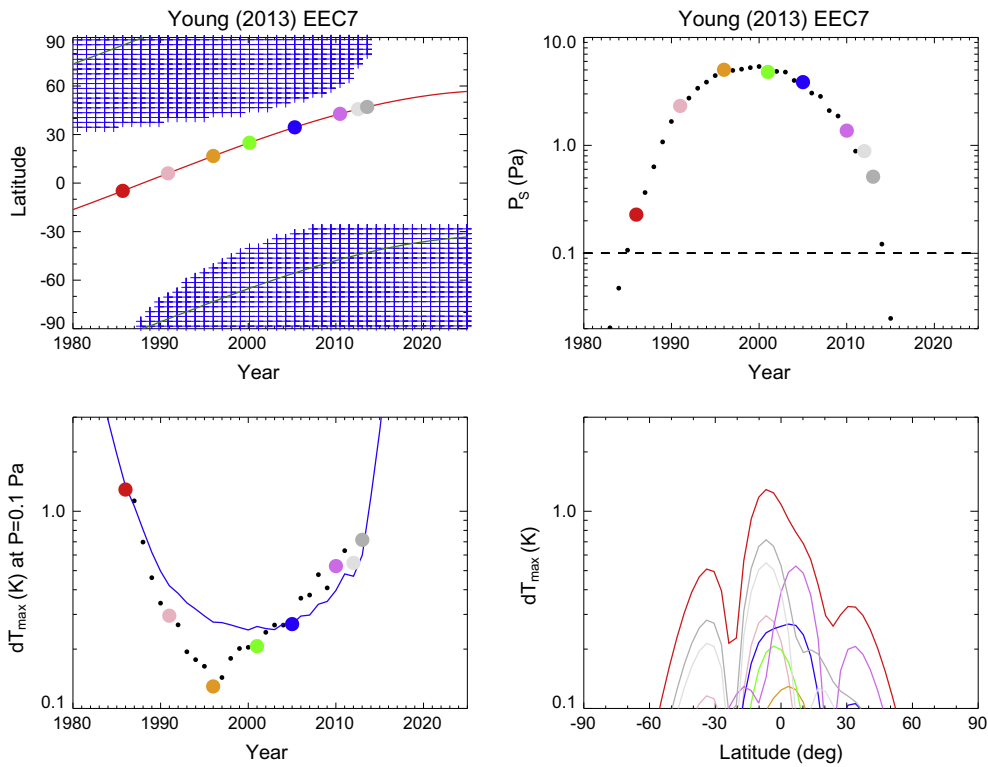 Young (2013) EEC7
90
60
30
0
-30
-60
-90
Latitude
1980 1990 2000 2010 2020
Year
Young (2013) EEC7
10.0
1.0
0.1
P_S (Pa)
1980 1990 2000 2010 2020
Year
1.0
0.1
dT_max (K) at P=0.1 Pa
1980 1990 2000 2010 2020
Year
1.0
0.1
dT_max (K)
-90 -60 -30 0 30 60 90
Latitude (deg)